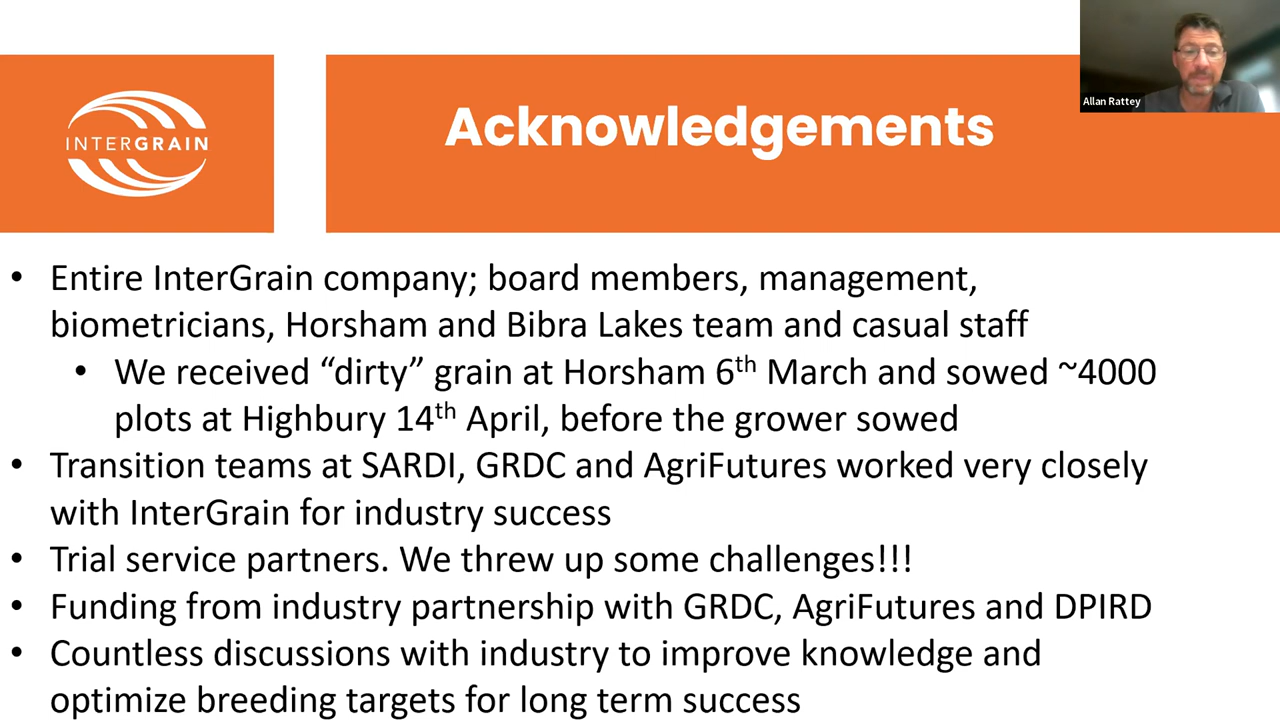 Allan Rattey
INTERGRAIN
Acknowledgements
• Entire InterGrain company; board members, management,
biometricians, Horsham and Bibra Lakes team and casual staff
• We received “dirty” grain at Horsham 6th March and sowed ~4000
plots at Highbury 14th April, before the grower sowed
• Transition teams at SARDI, GRDC and AgriFutures worked very closely
with InterGrain for industry success
• Trial service partners. We threw up some challenges!!!
• Funding from industry partnership with GRDC, AgriFutures and DPIRD
• Countless discussions with industry to improve knowledge and
optimize breeding targets for long term success